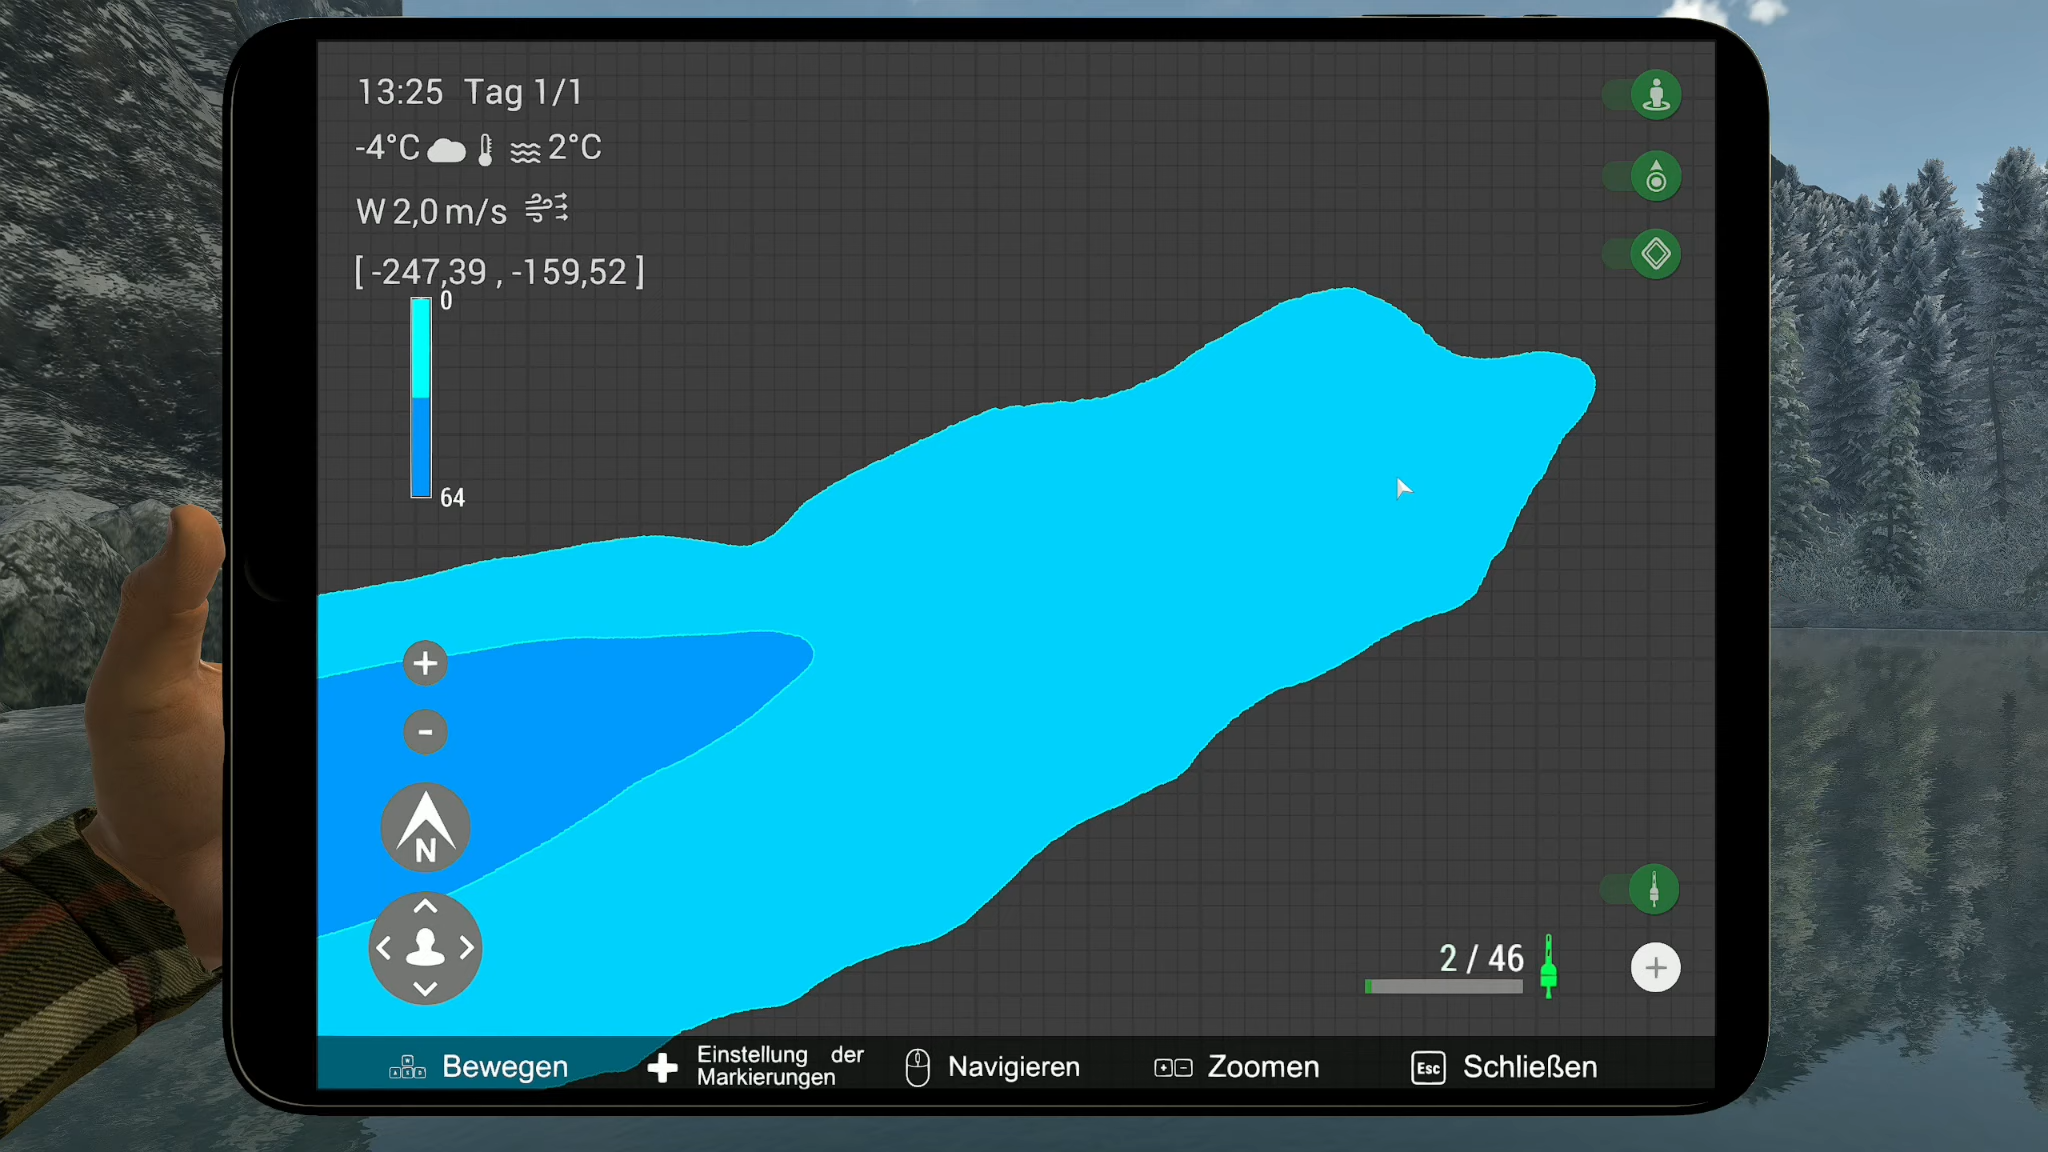 13:25 Tag 1/1
-4°C 2°C
W 2,0 m/s
[ -247,39 , -159,52 ]
0
64
+
-
N
2 / 46
+
Bewegen
Einstellung der
Markierungen
Navigieren
Zoomen
Esc Schließen